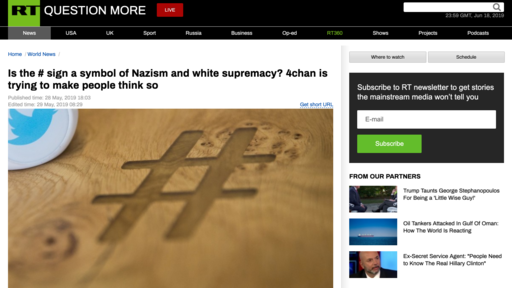 RT QUESTION MORE
LIVE
23:59 GMT, Jun 18, 2019
News USA UK Sport Russia Business Op-ed RT360 Shows Projects Podcasts
Home / World News /
Is the # sign a symbol of Nazism and white supremacy? 4chan is
trying to make people think so
Published time: 28 May, 2019 19:03
Edited time: 29 May, 2019 08:25
Get short URL
Where to watch
Schedule
Subscribe to RT newsletter to get stories
the mainstream media won't tell you
E-mail
Subscribe
FROM OUR PARTNERS
Trump Taunts George Stephanopoulos
For Being a 'Little Wise Guy!'
Oil Tankers Attacked In Gulf Of Oman:
How The World Is Reacting
Ex-Secret Service Agent: "People
Need to Know The Real Hillary Clinton"